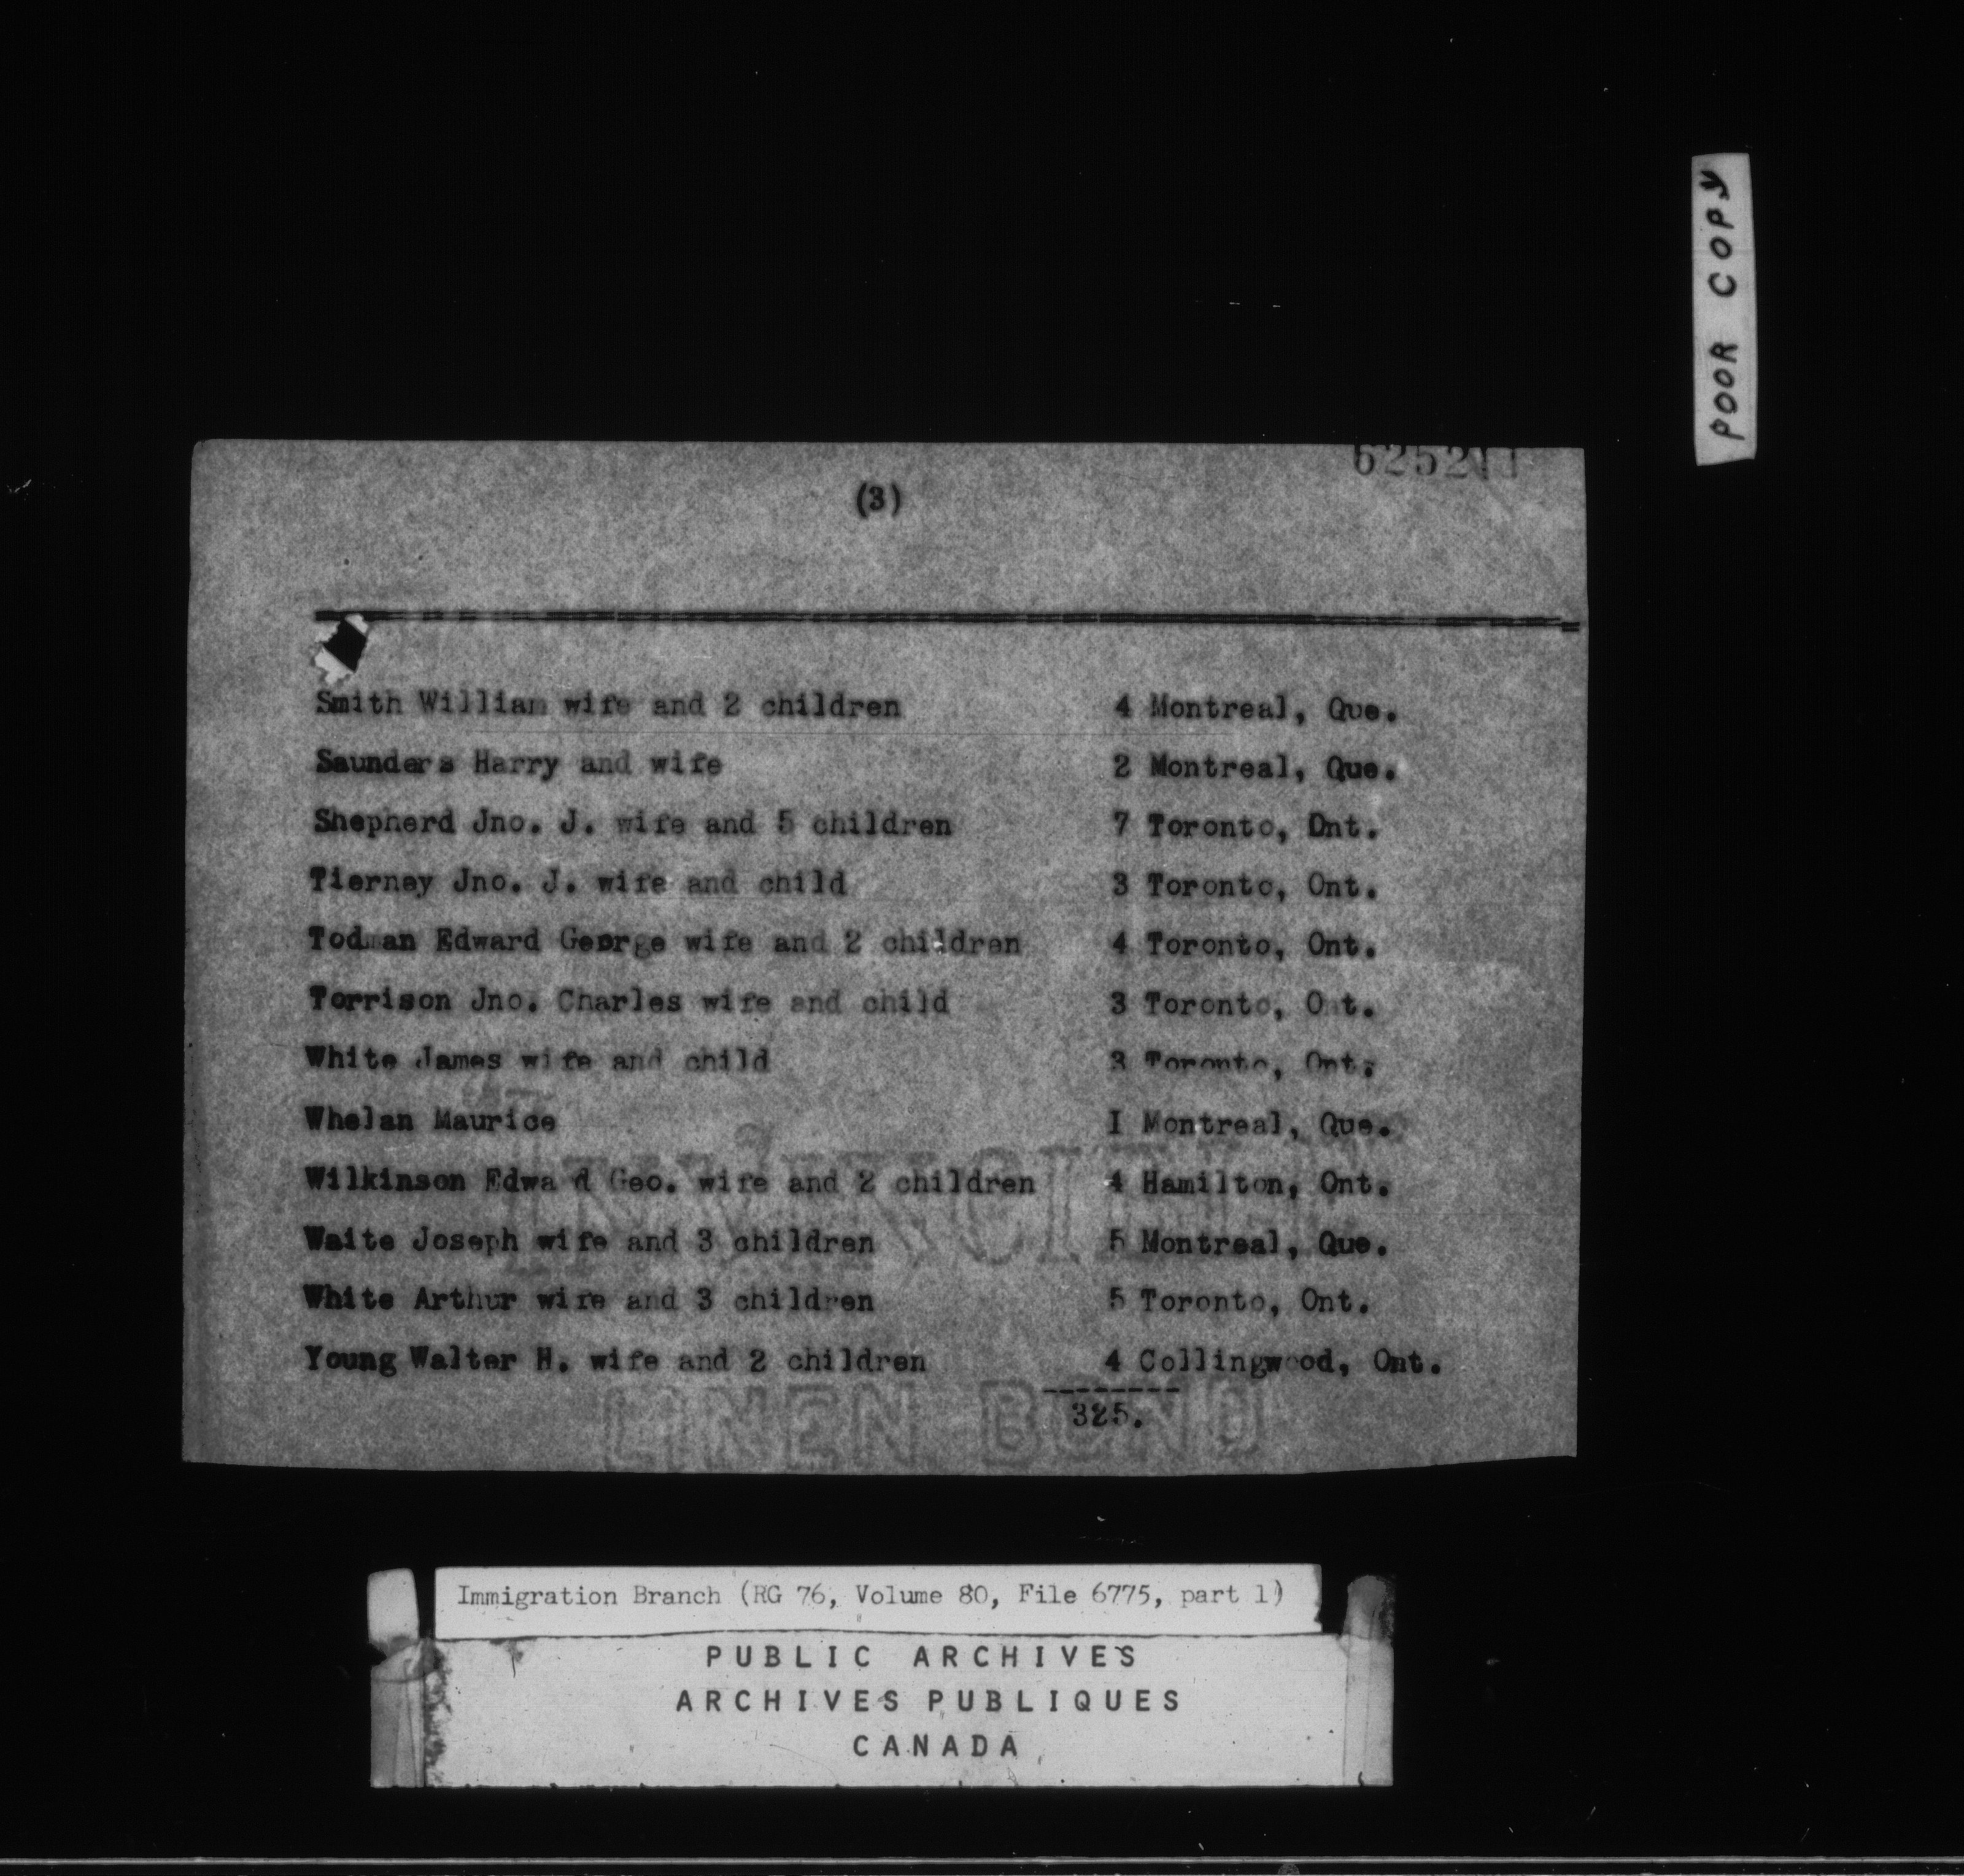 POOR COPY
62521
(3)
Smith William wife and 2 children 4 Montreal, Que.
Saunders Harry and wife 2 Montreal, Que.
Shepherd Jno. J. wife and 5 children 7 Toronto, Ont.
Tierney Jno. J. wife and child 3 Toronto, Ont.
Todman Edward George wife and 2 children 4 Toronto, Ont.
Torrison Jno. Charles wife and child 3 Toronto, Ont.
White James wife and child 3 Toronto, Ont.
Whelan Maurice I Montreal, Que.
Wilkinson Edwa d Geo. wife and 2 children 4 Hamilton, Ont.
Waite Joseph wife and 3 children 5 Montreal, Que.
White Arthur wife and 3 children 5 Toronto, Ont.
Young Walter H. wife and 2 children 4 Collingwood, Ont.
325.
LINEN BOND
Immigration Branch (RG 76, Volume 80, File 6775, part 1)
PUBLIC ARCHIVES
ARCHIVES PUBLIQUES
CANADA